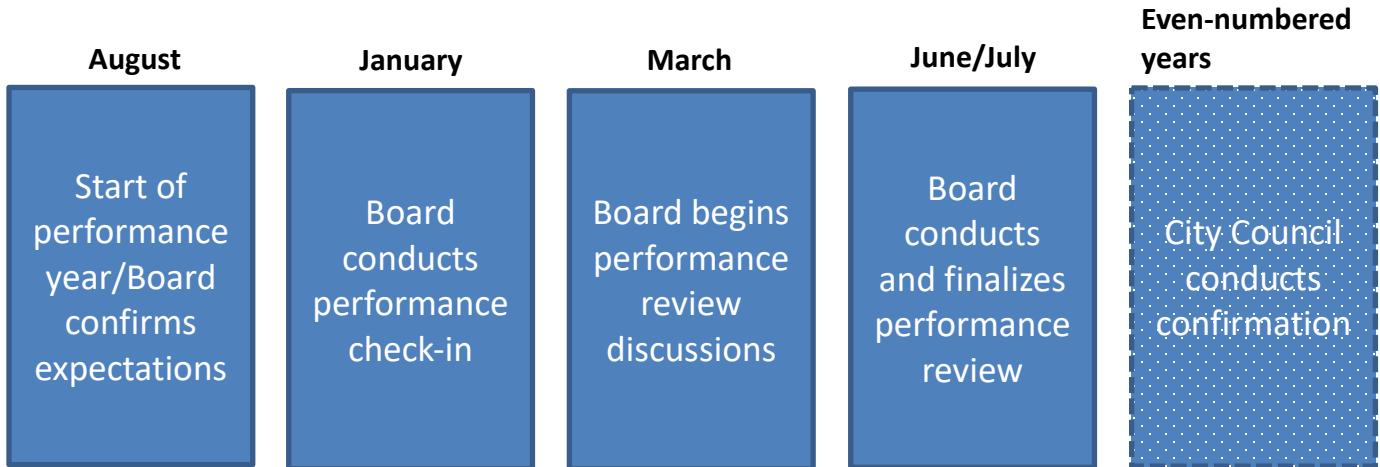 August
Start of
performance
year/Board
confirms
expectations
January
Board
conducts
performance
check-in
March
Board begins
performance
review
discussions
June/July
Board
conducts
and finalizes
performance
review
Even-numbered
years
City Council
conducts
confirmation